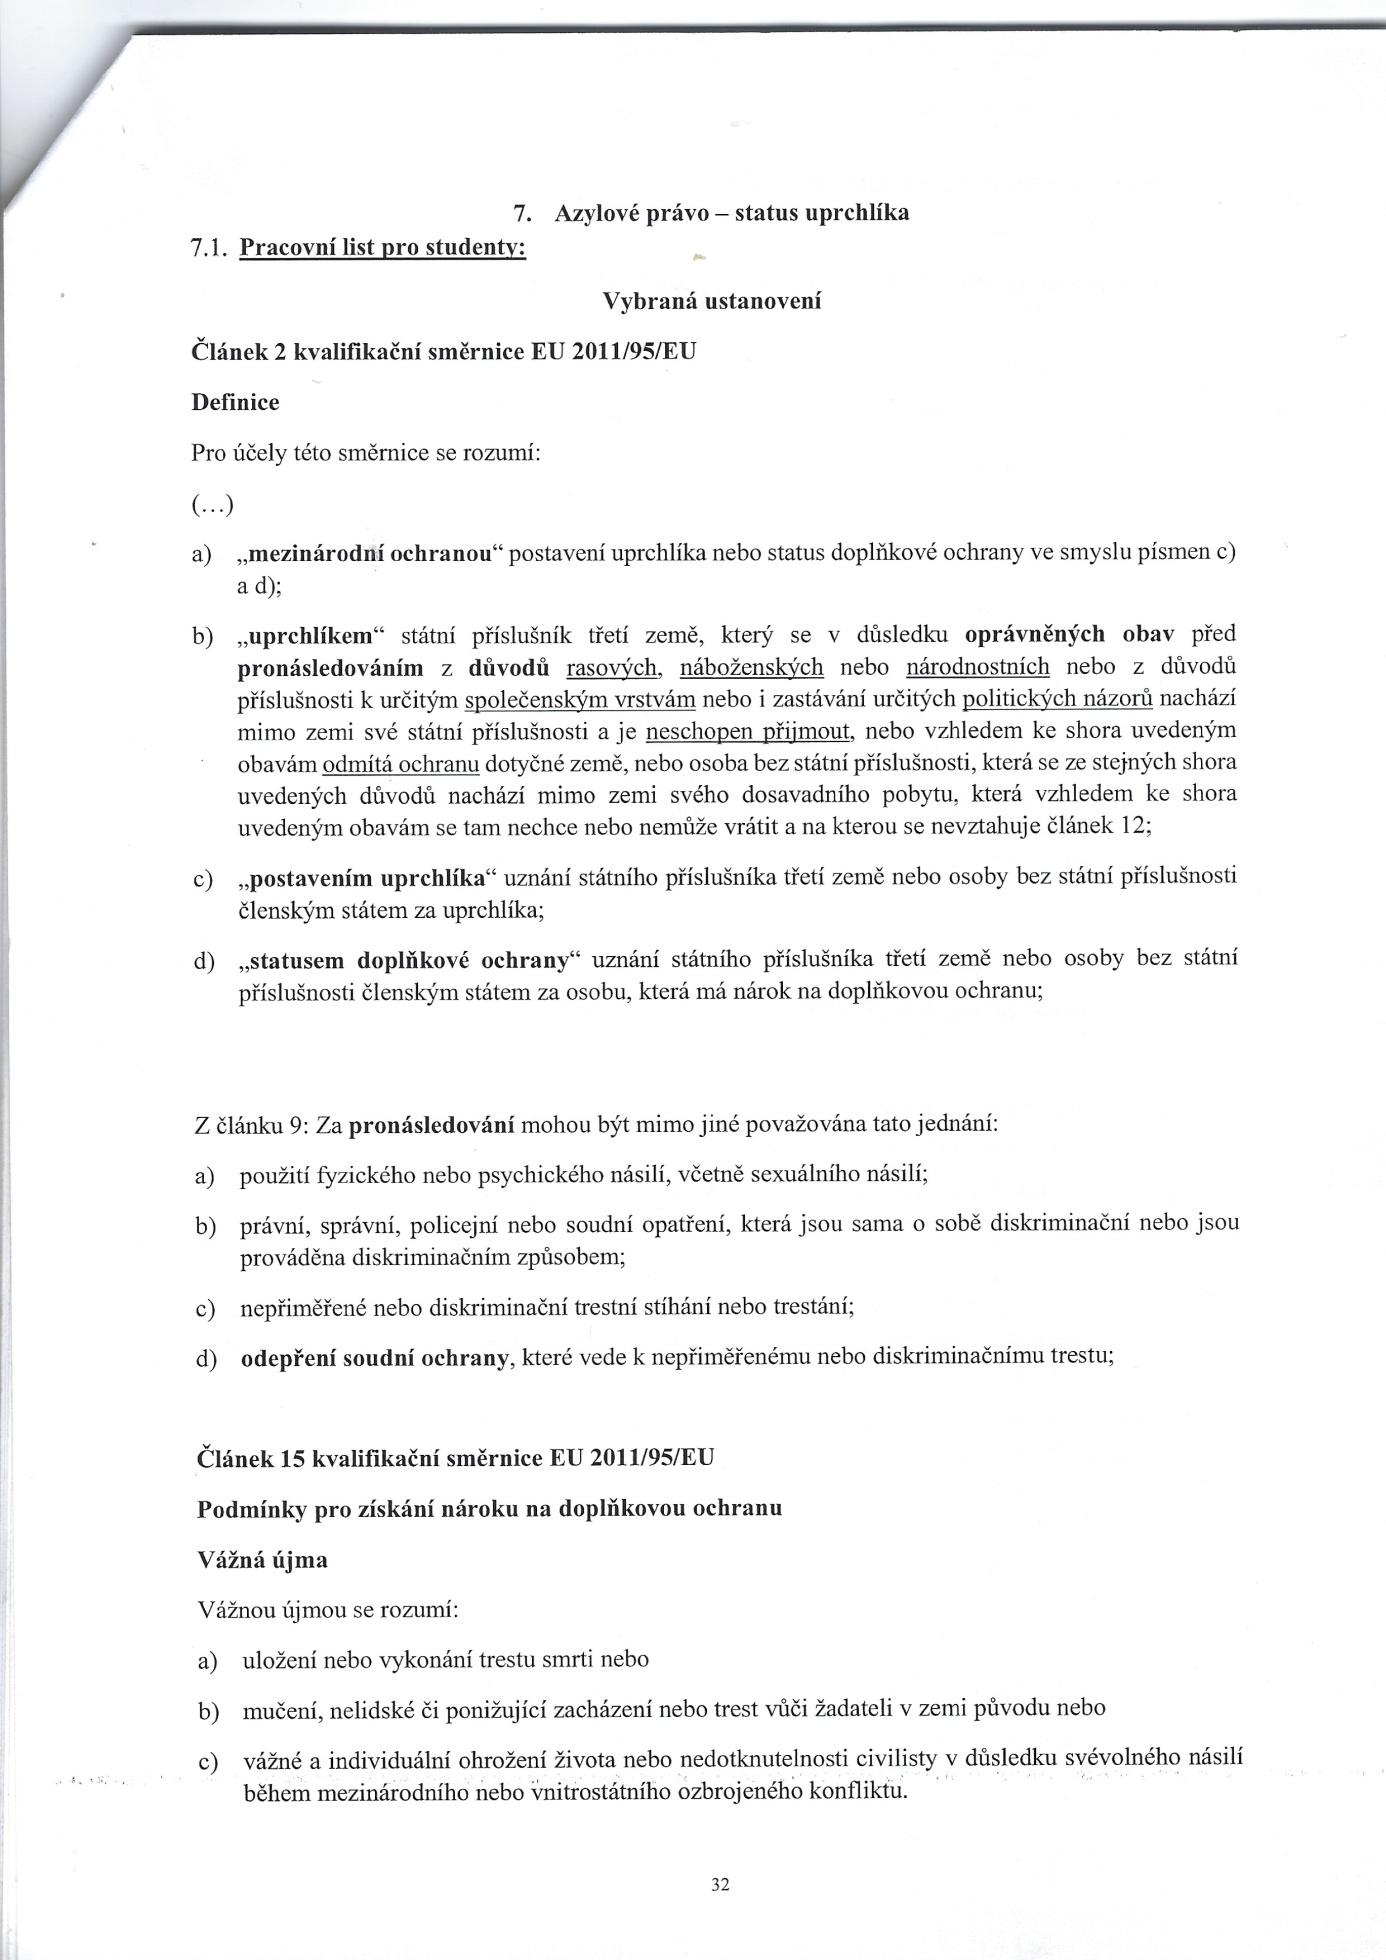 7. Azylové právo – status uprchlíka
7.1. Pracovní list pro studenty:
Vybraná ustanovení
Článek 2 kvalifikační směrnice EU 2011/95/EU
Definice
Pro účely této směrnice se rozumí:
(…)
a) „mezinárodní ochranou“ postavení uprchlíka nebo status doplňkové ochrany ve smyslu písmen c)
a d);
b) „uprchlíkem“ státní příslušník třetí země, který se v důsledku oprávněných obav před
pronásledováním z důvodů rasových, náboženských nebo národnostních nebo z důvodů
příslušnosti k určitým společenským vrstvám nebo i zastávání určitých politických názorů nachází
mimo zemi své státní příslušnosti a je neschopen přijmout, nebo vzhledem ke shora uvedeným
obavám odmítá ochranu dotyčné země, nebo osoba bez státní příslušnosti, která se ze stejných shora
uvedených důvodů nachází mimo zemi svého dosavadního pobytu, která vzhledem ke shora
uvedeným obavám se tam nechce nebo nemůže vrátit a na kterou se nevztahuje článek 12;
c) „postavením uprchlíka“ uznání státního příslušníka třetí země nebo osoby bez státní příslušnosti
členským státem za uprchlíka;
d) „statusem doplňkové ochrany“ uznání státního příslušníka třetí země nebo osoby bez státní
příslušnosti členským státem za osobu, která má nárok na doplňkovou ochranu;
Z článku 9: Za pronásledování mohou být mimo jiné považována tato jednání:
a) použití fyzického nebo psychického násilí, včetně sexuálního násilí;
b) právní, správní, policejní nebo soudní opatření, která jsou sama o sobě diskriminační nebo jsou
prováděna diskriminačním způsobem;
c) nepřiměřené nebo diskriminační trestní stíhání nebo trestání;
d) odepření soudní ochrany, které vede k nepřiměřenému nebo diskriminačnímu trestu;
Článek 15 kvalifikační směrnice EU 2011/95/EU
Podmínky pro získání nároku na doplňkovou ochranu
Vážná újma
Vážnou újmou se rozumí:
a) uložení nebo vykonání trestu smrti nebo
b) mučení, nelidské či ponižující zacházení nebo trest vůči žadateli v zemi původu nebo
c) vážné a individuální ohrožení života nebo nedotknutelnosti civilisty v důsledku svévolného násilí
během mezinárodního nebo vnitrostátního ozbrojeného konfliktu.
32